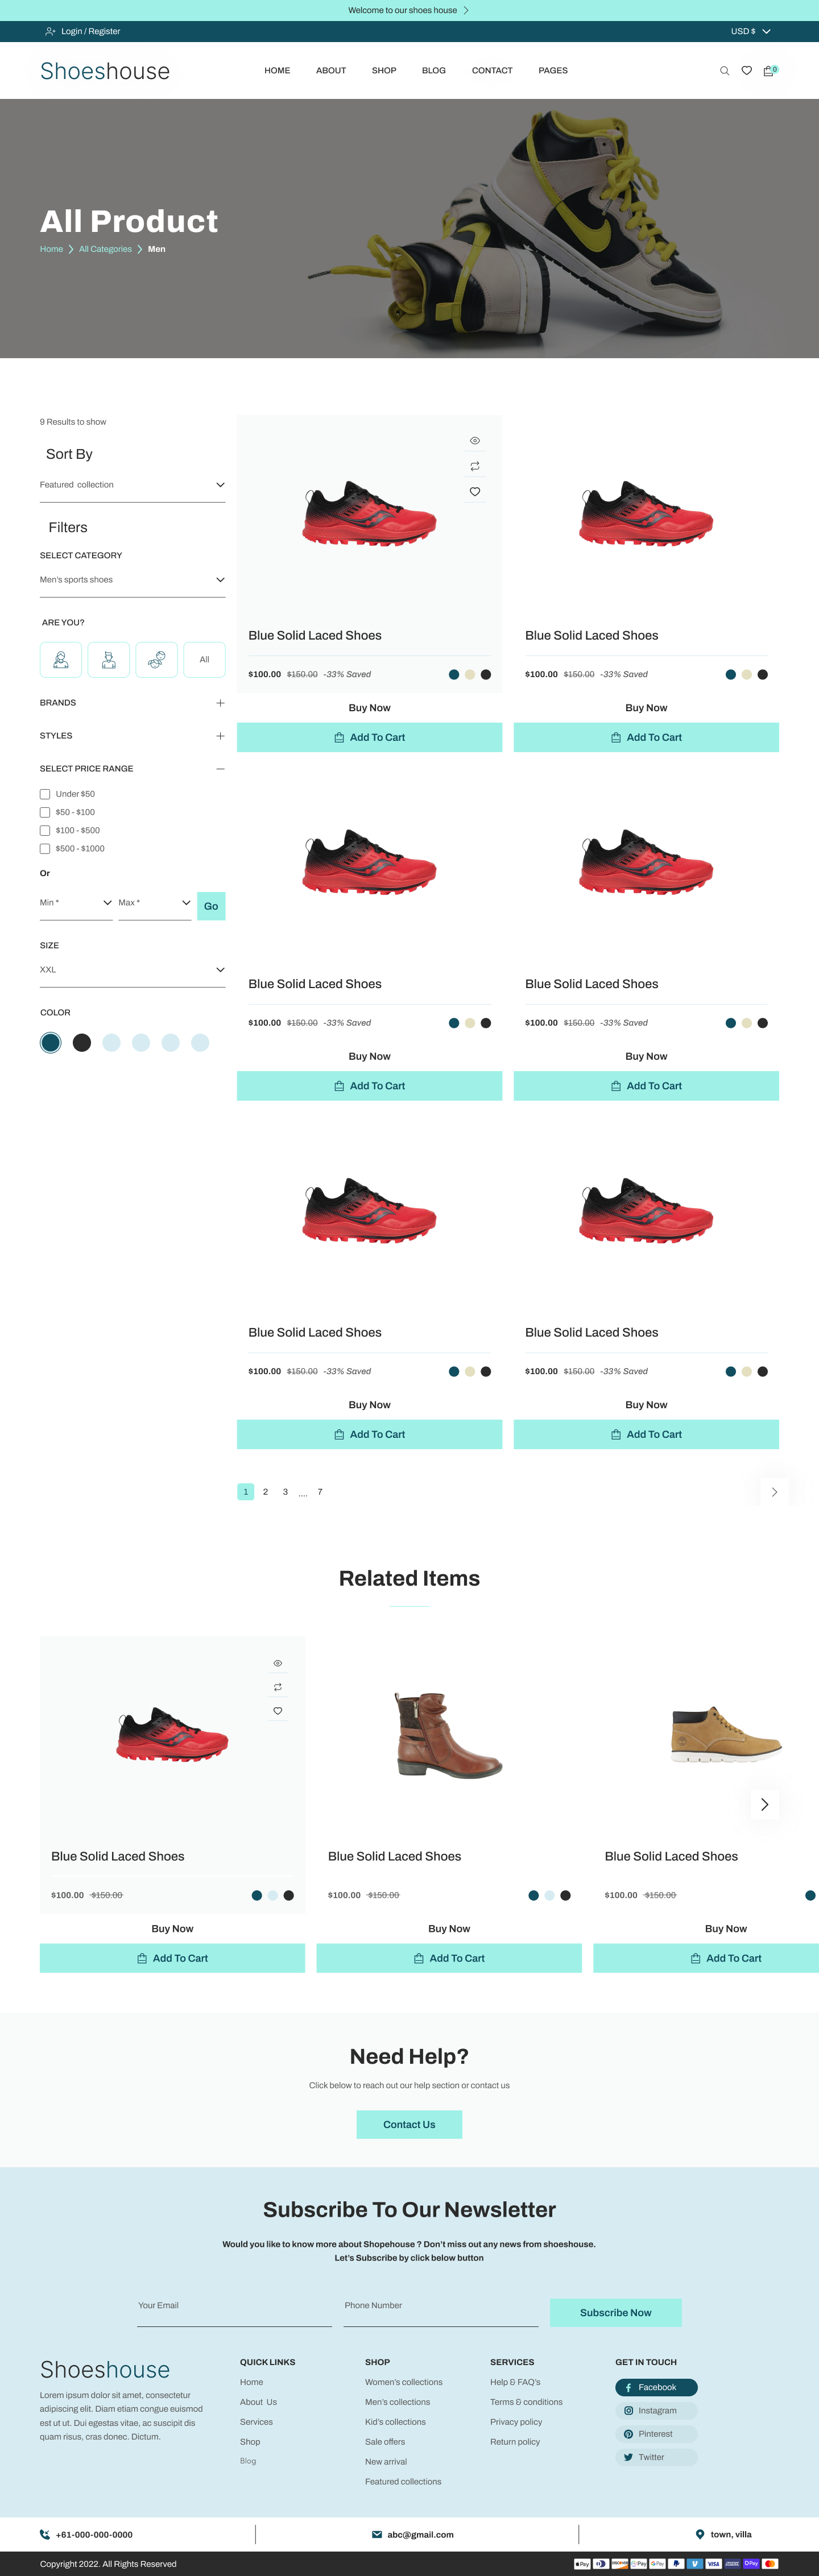 Welcome to our shoes house
Login / Register
USD $
Shoeshouse
HOME ABOUT SHOP BLOG CONTACT PAGES
0
All Product
Home All Categories Men
9 Results to show
Sort By
Featured collection
Filters
SELECT CATEGORY
Men's sports shoes
ARE YOU?
All
BRANDS
STYLES
SELECT PRICE RANGE
Under $50
$50 - $100
$100 - $500
$500 - $1000
Or
Min * Max * Go
SIZE
XXL
COLOR
Blue Solid Laced Shoes Blue Solid Laced Shoes
$100.00 $150.00 -33% Saved $100.00 $150.00 -33% Saved
Buy Now Buy Now
Add To Cart Add To Cart
Blue Solid Laced Shoes Blue Solid Laced Shoes
$100.00 $150.00 -33% Saved $100.00 $150.00 -33% Saved
Buy Now Buy Now
Add To Cart Add To Cart
Blue Solid Laced Shoes Blue Solid Laced Shoes
$100.00 $150.00 -33% Saved $100.00 $150.00 -33% Saved
Buy Now Buy Now
Add To Cart Add To Cart
1 2 3 .... 7
Related Items
Blue Solid Laced Shoes Blue Solid Laced Shoes Blue Solid Laced Shoes
$100.00 $150.00 $100.00 $150.00 $100.00 $150.00
Buy Now Buy Now Buy Now
Add To Cart Add To Cart Add To Cart
Need Help?
Click below to reach out our help section or contact us
Contact Us
Subscribe To Our Newsletter
Would you like to know more about Shopehouse ? Don't miss out any news from shoeshouse.
Let's Subscribe by click below button
Your Email Phone Number Subscribe Now
Shoeshouse
Lorem ipsum dolor sit amet, consectetur
adipiscing elit. Diam etiam congue euismod
est ut ut. Dui egestas vitae, ac suscipit dis
quam risus, cras donec. Dictum.
QUICK LINKS
Home
About Us
Services
Shop
Blog
SHOP
Women's collections
Men's collections
Kid's collections
Sale offers
New arrival
Featured collections
SERVICES
Help & FAQ's
Terms & conditions
Privacy policy
Return policy
GET IN TOUCH
Facebook
Instagram
Pinterest
Twitter
+61-000-000-0000 abc@gmail.com town, villa
Copyright 2022. All Rights Reserved